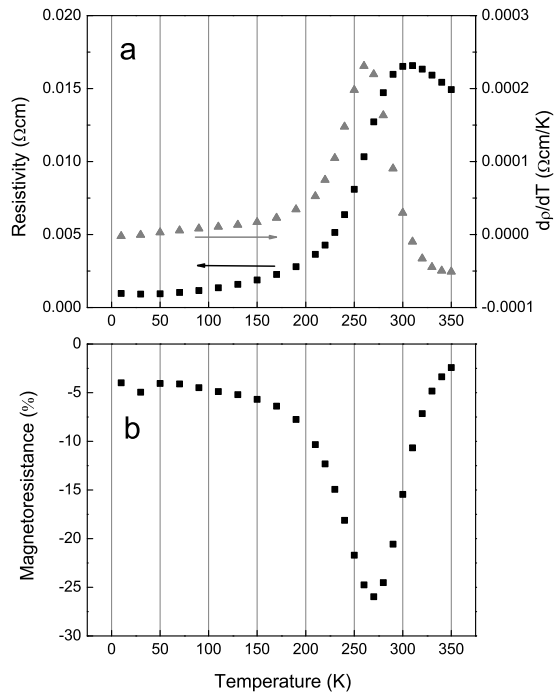 a
Resistivity (Ωcm)
0.020
0.015
0.010
0.005
0.000
0.0003
0.0002
0.0001
0.0000
-0.0001
dρ/dT (Ωcm/K)
0 50 100 150 200 250 300 350
b
Magnetoresistance (%)
0
-5
-10
-15
-20
-25
-30
0 50 100 150 200 250 300 350
Temperature (K)